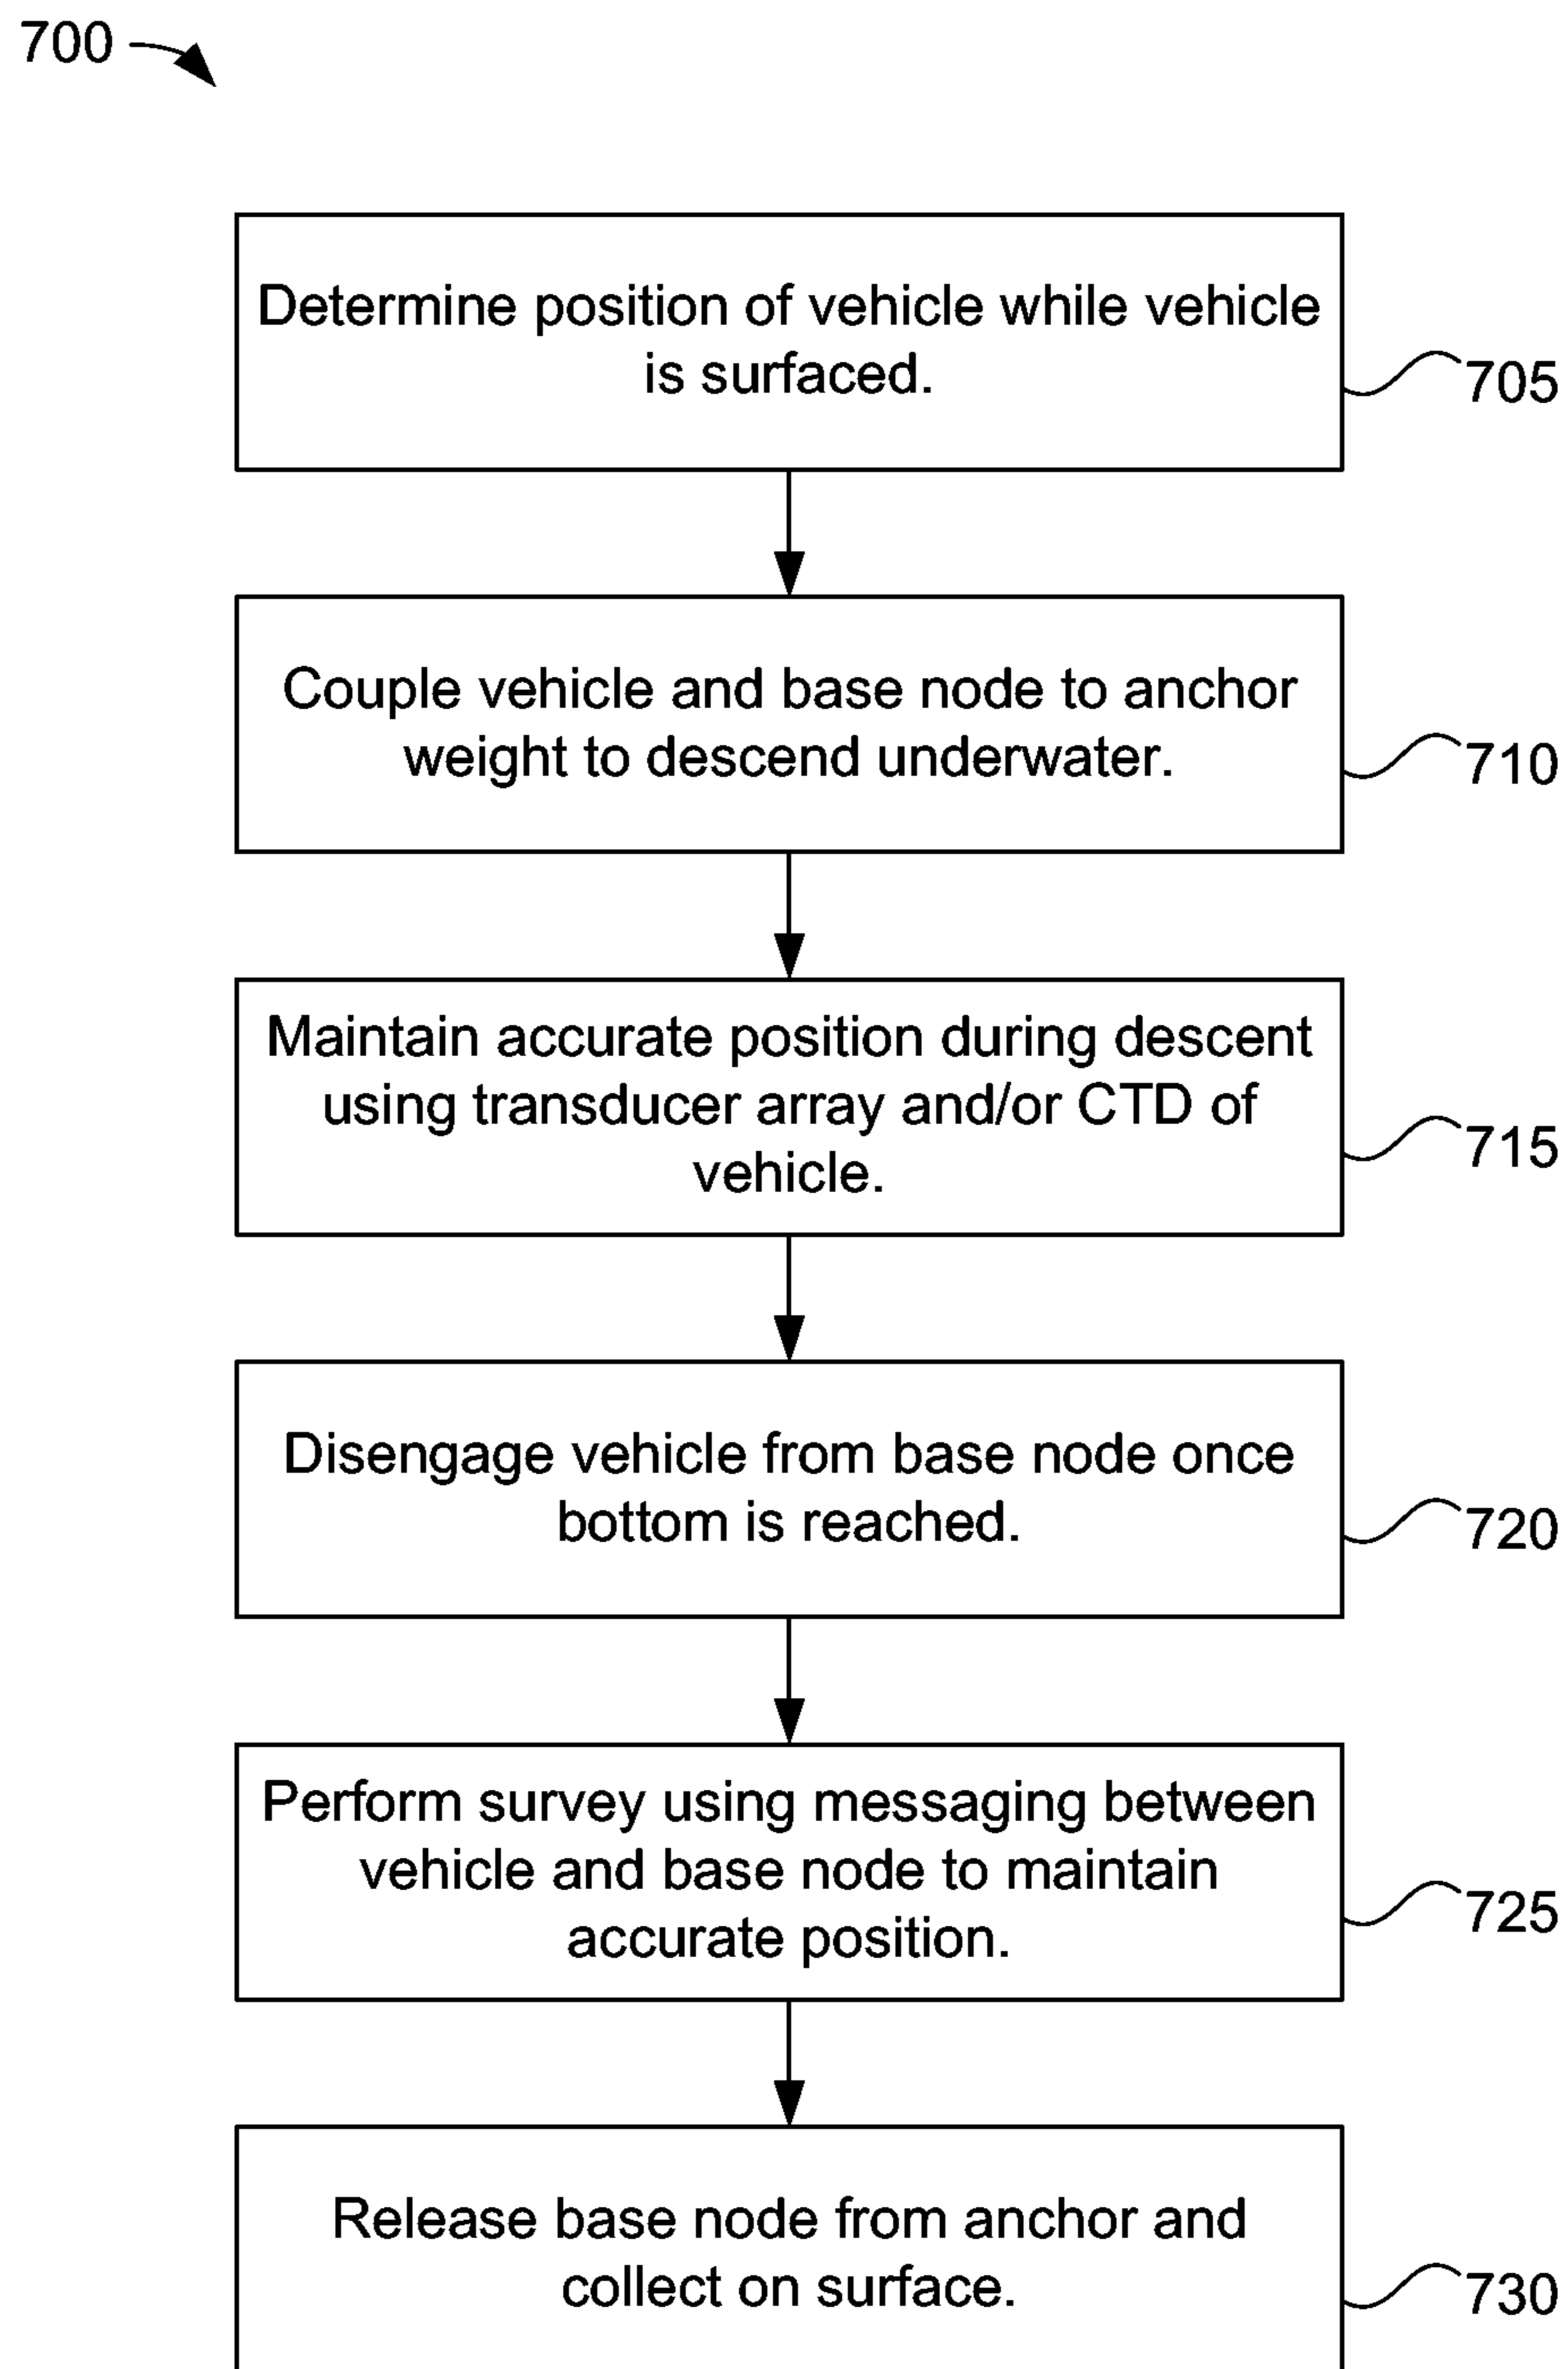 700
Determine position of vehicle while vehicle
is surfaced.
705
Couple vehicle and base node to anchor
weight to descend underwater.
710
Maintain accurate position during descent
using transducer array and/or CTD of
vehicle.
715
Disengage vehicle from base node once
bottom is reached.
720
Perform survey using messaging between
vehicle and base node to maintain
accurate position.
725
Release base node from anchor and
collect on surface.
730